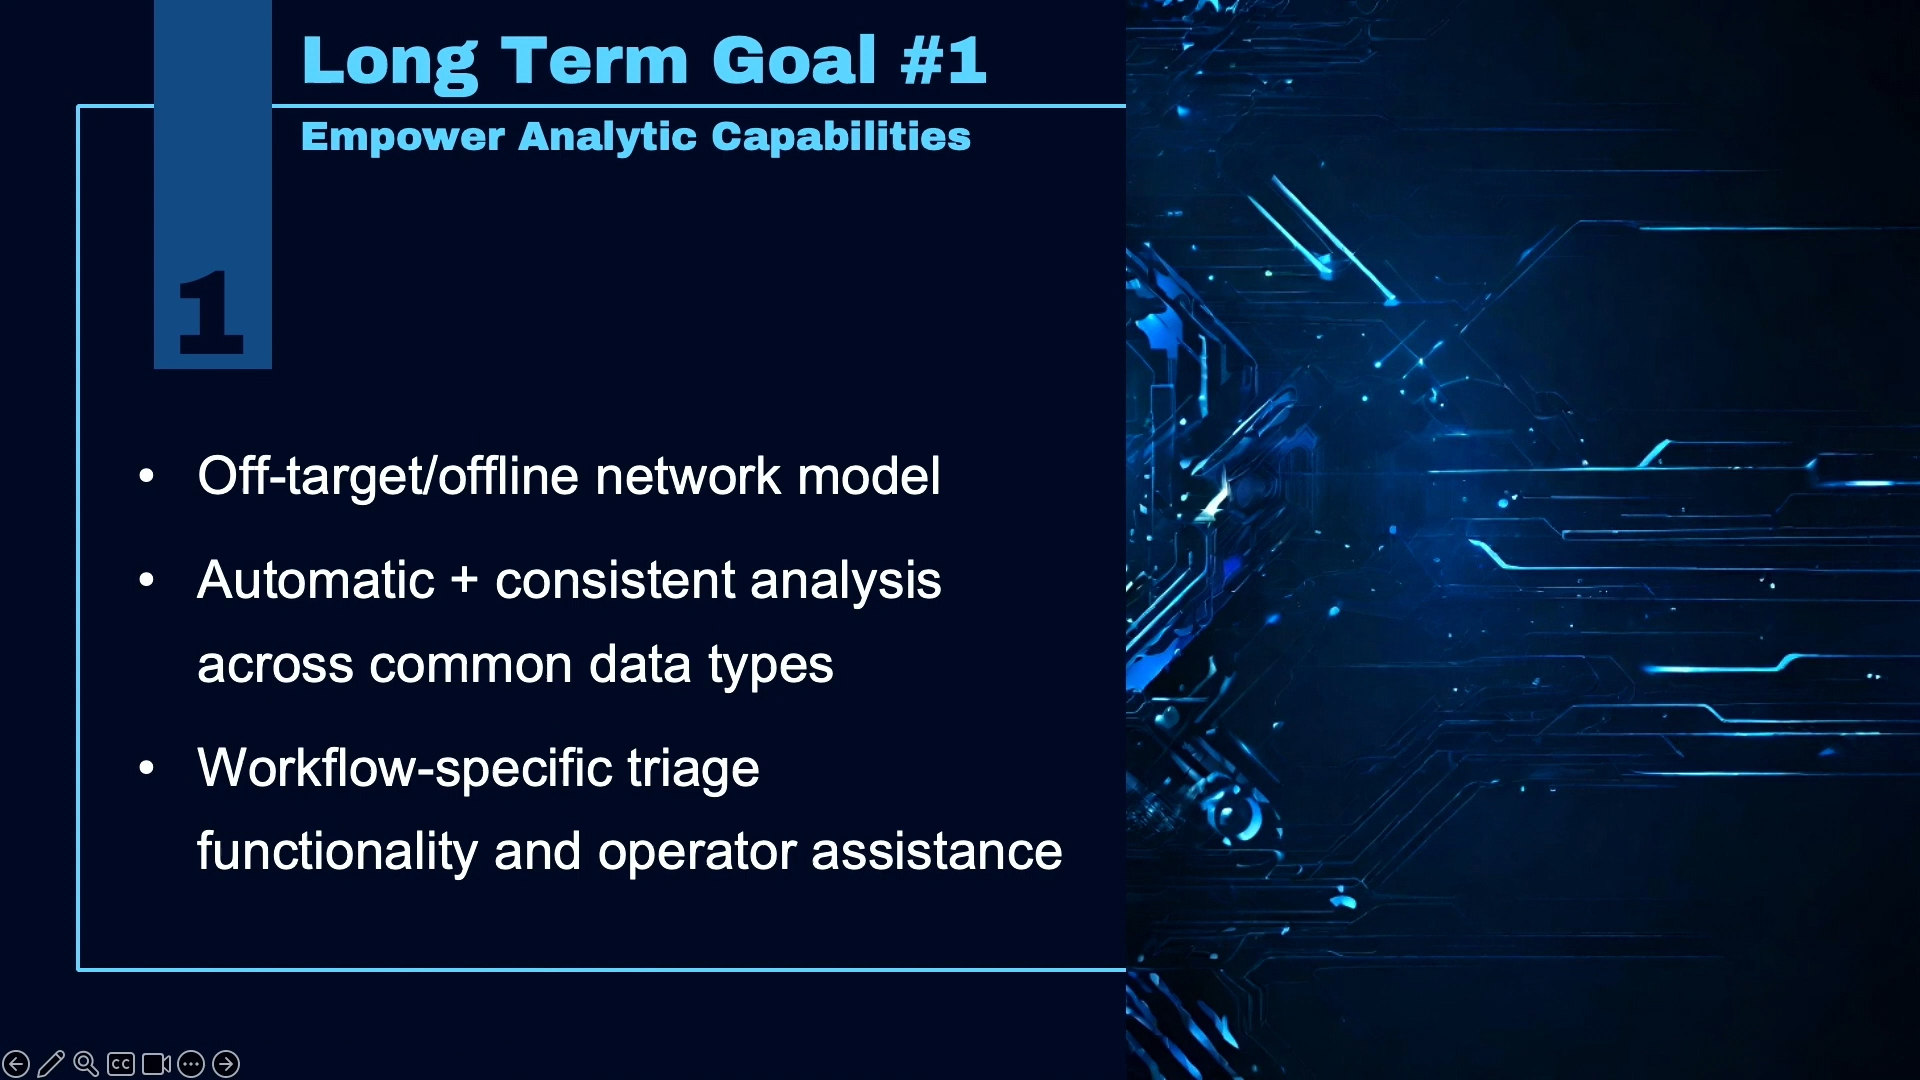 Long Term Goal #1
Empower Analytic Capabilities
1
• Off-target/offline network model
• Automatic + consistent analysis
across common data types
• Workflow-specific triage
functionality and operator assistance
CC